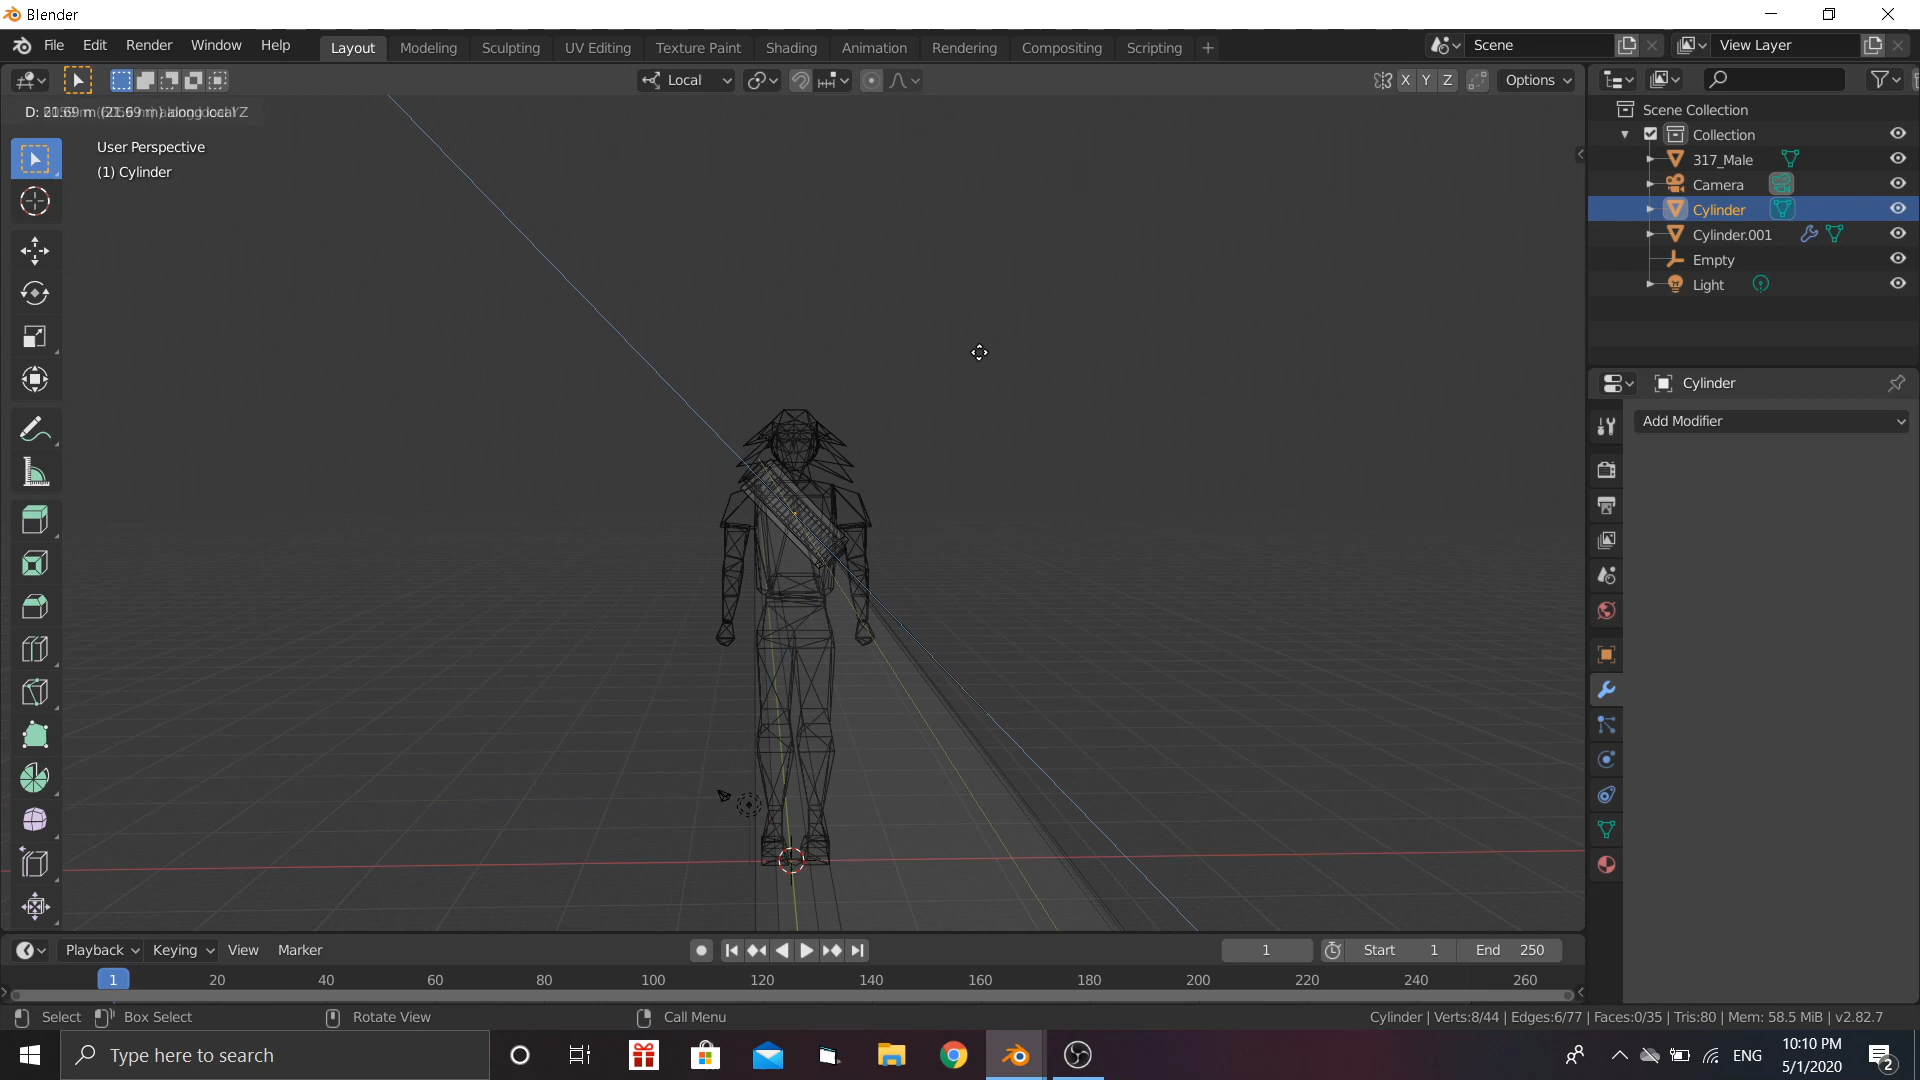 Blender
File Edit Render Window Help
Layout Modeling Sculpting UV Editing Texture Paint Shading Animation Rendering Compositing Scripting +
Scene
View Layer
Local
X Y Z
Options
D:
along local
User Perspective
(1) Cylinder
Scene Collection
Collection
317_Male
Camera
Cylinder
Cylinder.001
Empty
Light
Cylinder
Add Modifier
Playback Keying View Marker
1
Start 1
End 250
1 20 40 60 80 100 120 140 160 180 200 220 240 260
Select Box Select Rotate View Call Menu
Cylinder | Verts:8/44 | Edges:6/77 | Faces:0/35 | Tris:80 | Mem: 58.5 MiB | v2.82.7
Type here to search
ENG
10:10 PM
5/1/2020
2